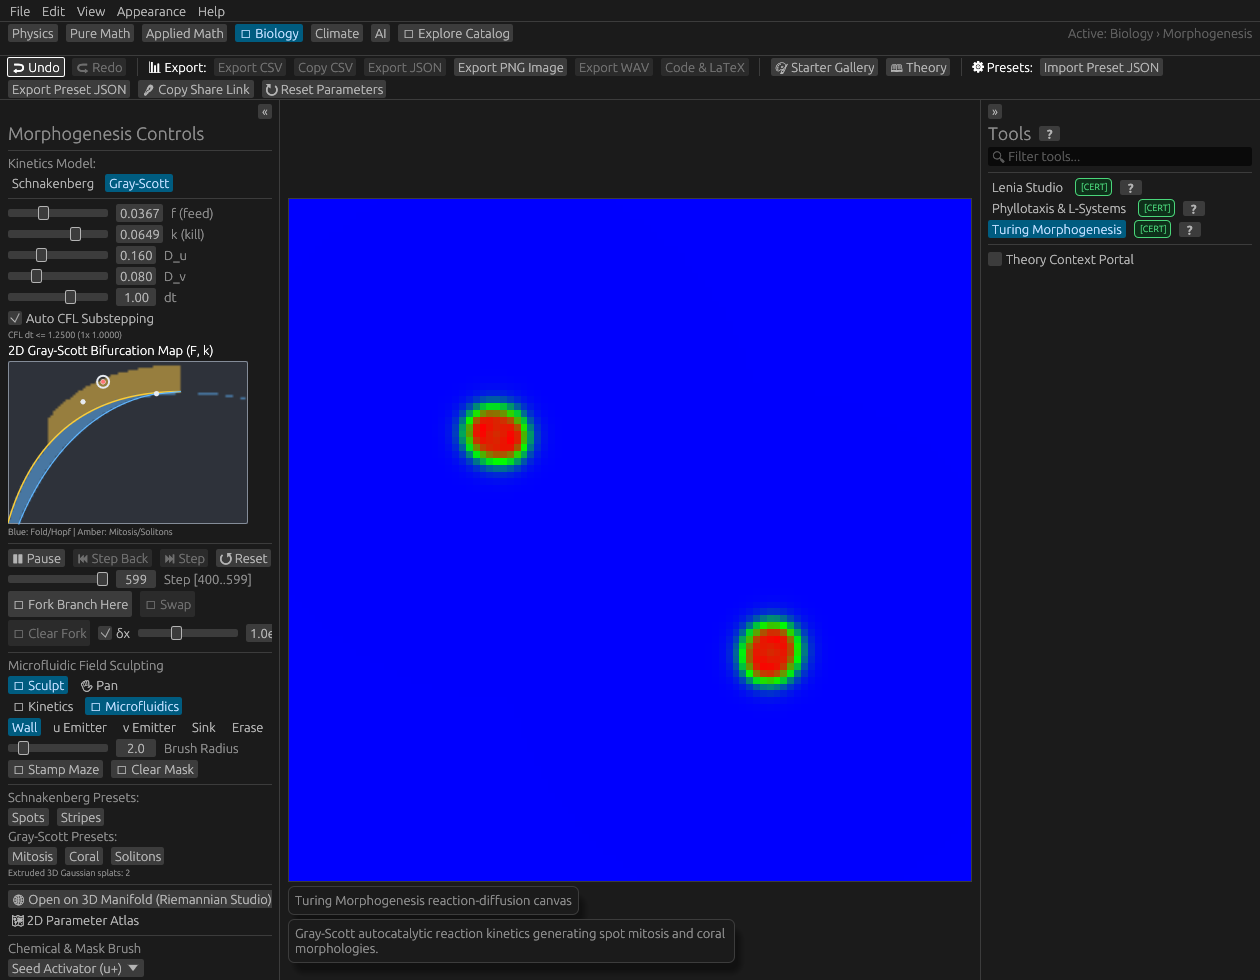 File Edit View Appearance Help
Physics Pure Math Applied Math Biology Climate AI Explore Catalog Active: Biology › Morphogenesis
Undo Redo Export: Export CSV Copy CSV Export JSON Export PNG Image Export WAV Code & LaTeX Starter Gallery Theory Presets: Import Preset JSON
Export Preset JSON Copy Share Link Reset Parameters
« »
Morphogenesis Controls
Tools ?
Filter tools...
Kinetics Model:
Schnakenberg Gray-Scott
Lenia Studio [CERT] ?
Phyllotaxis & L-Systems [CERT] ?
Turing Morphogenesis [CERT] ?
Theory Context Portal
0.0367 f (feed)
0.0649 k (kill)
0.160 D_u
0.080 D_v
1.00 dt
Auto CFL Substepping
CFL dt <= 1.2500 (1x 1.0000)
2D Gray-Scott Bifurcation Map (F, k)
Blue: Fold/Hopf | Amber: Mitosis/Solitons
Pause Step Back Step Reset
599 Step [400..599]
Fork Branch Here Swap
Clear Fork δx 1.0e
Microfluidic Field Sculpting
Sculpt Pan
Kinetics Microfluidics
Wall u Emitter v Emitter Sink Erase
2.0 Brush Radius
Stamp Maze Clear Mask
Schnakenberg Presets:
Spots Stripes
Gray-Scott Presets:
Mitosis Coral Solitons
Extruded 3D Gaussian splats: 2
Open on 3D Manifold (Riemannian Studio)
2D Parameter Atlas
Chemical & Mask Brush
Seed Activator (u+)
Turing Morphogenesis reaction-diffusion canvas
Gray-Scott autocatalytic reaction kinetics generating spot mitosis and coral
morphologies.